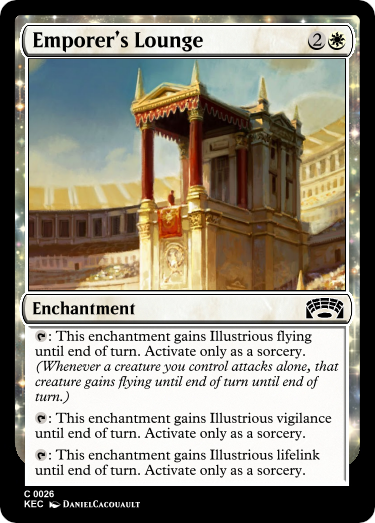 Emporer's Lounge 2
Enchantment
: This enchantment gains Illustrious flying
until end of turn. Activate only as a sorcery.
(Whenever a creature you control attacks alone, that
creature gains flying until end of turn until end of
turn.)
: This enchantment gains Illustrious vigilance
until end of turn. Activate only as a sorcery.
: This enchantment gains Illustrious lifelink
until end of turn. Activate only as a sorcery.
C 0026
KEC DanielCacouault